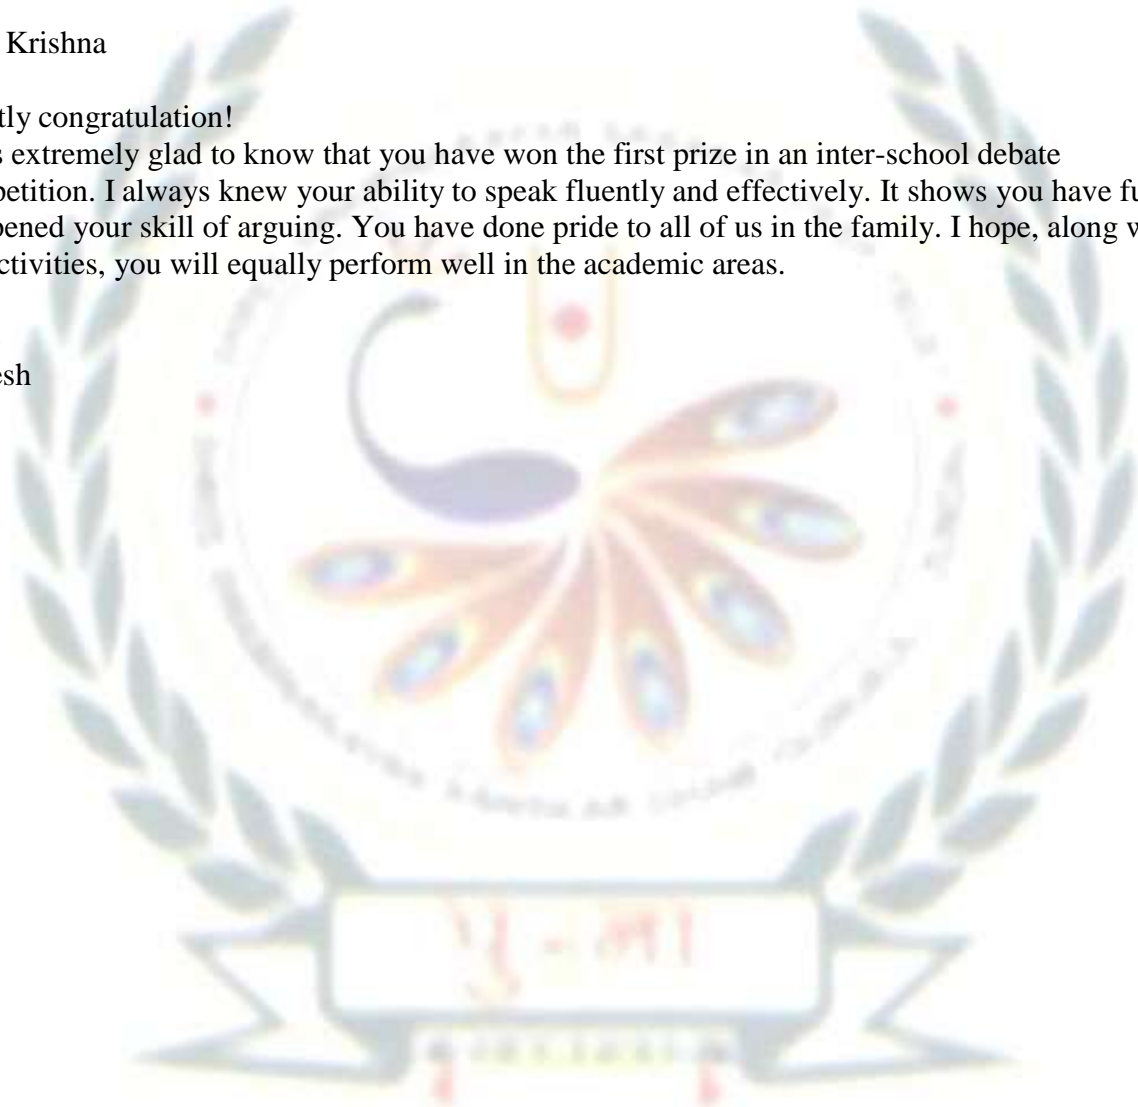 Krishna
tly congratulation!
s extremely glad to know that you have won the first prize in an inter-school debate
petition. I always knew your ability to speak fluently and effectively. It shows you have fu
pened your skill of arguing. You have done pride to all of us in the family. I hope, along w
ctivities, you will equally perform well in the academic areas.
esh